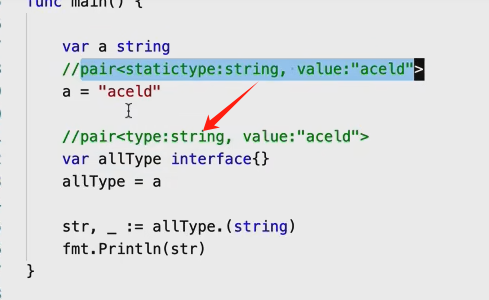 func main() {
var a string
//pair<statictype:string, value:"aceld">
a = "aceld"
//pair<type:string, value:"aceld">
var allType interface{}
allType = a
str, _ := allType.(string)
fmt.Println(str)
}